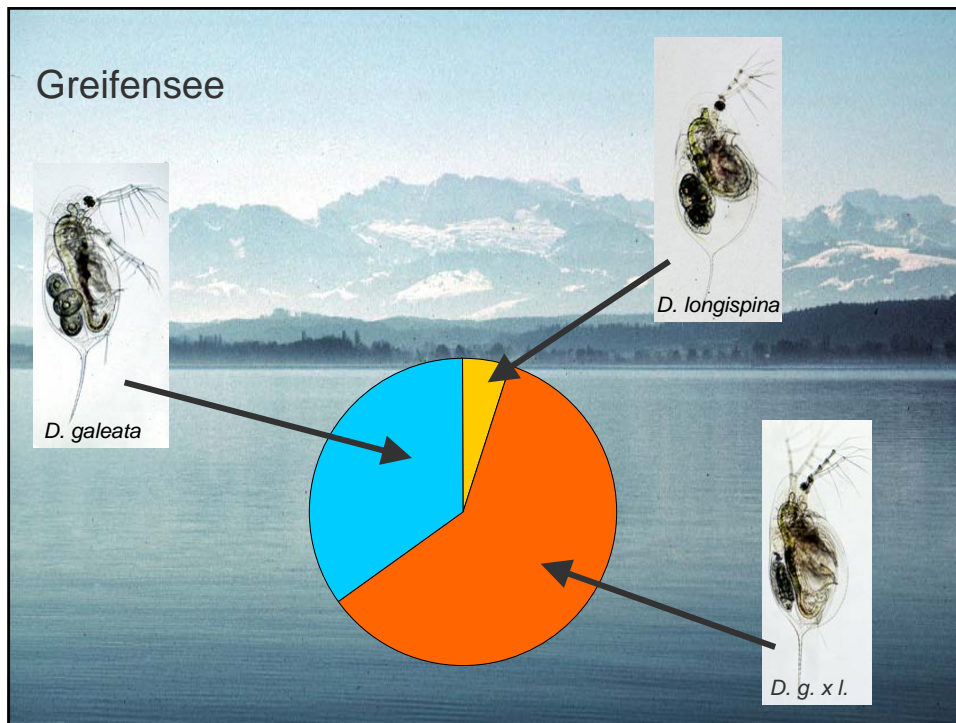 Greifensee
D. longispina
D. galeata
D. g. x l.